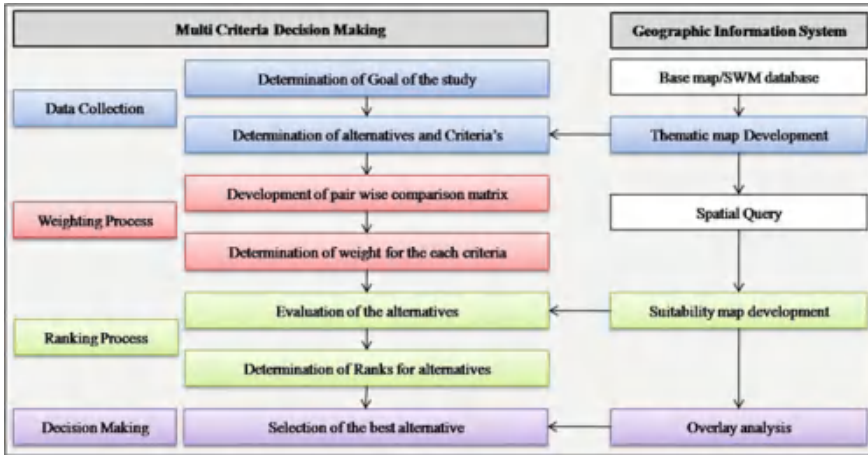 Multi Criteria Decision Making
Geographic Information System
Data Collection
Determination of Goal of the study
Base map/SWM database
Determination of alternatives and Criteria's
Thematic map Development
Weighting Process
Development of pair wise comparison matrix
Spatial Query
Determination of weight for the each criteria
Ranking Process
Evaluation of the alternatives
Suitability map development
Determination of Ranks for alternatives
Decision Making
Selection of the best alternative
Overlay analysis